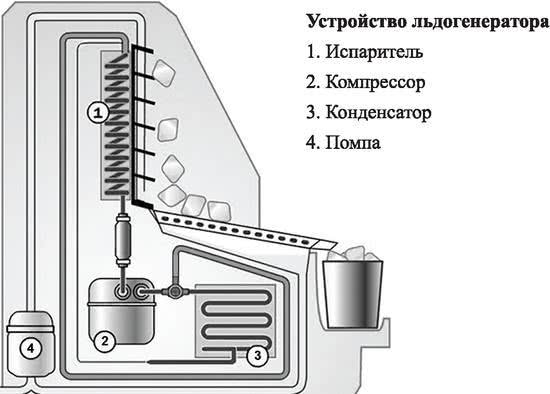 Устройство льдогенератора
1. Испаритель
2. Компрессор
3. Конденсатор
4. Помпа
1
2
3
4